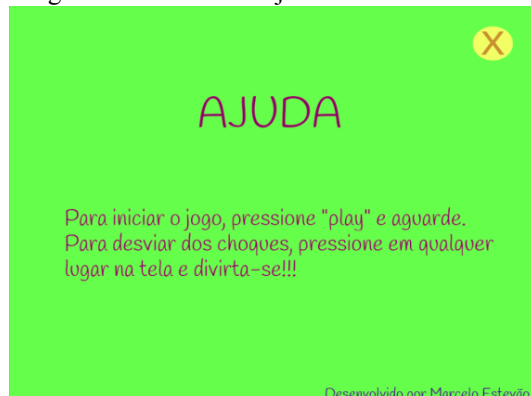 X
AJUDA
Para iniciar o jogo, pressione "play" e aguarde.
Para desviar dos choques, pressione em qualquer
lugar na tela e divirta-se!!!
Desenvolvido por Marcelo Estevão